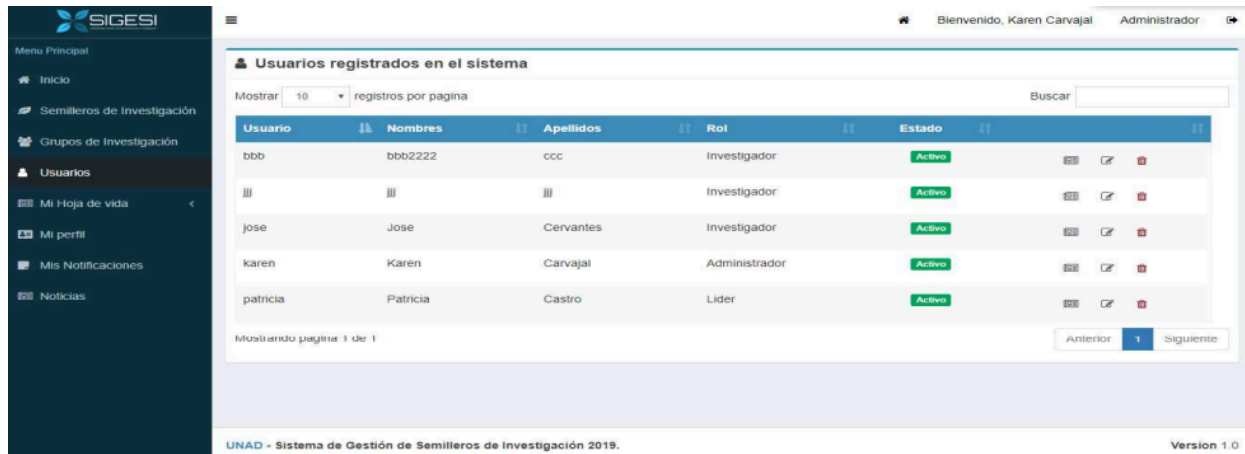 SIGESI
Bienvenido, Karen Carvajal Administrador
Menu Principal
Inicio
Semilleros de Investigación
Grupos de Investigación
Usuarios
Mi Hoja de vida
Mi perfil
Mis Notificaciones
Noticias
Usuarios registrados en el sistema
Mostrar 10 registros por pagina Buscar
Usuario Nombres Apellidos Rol Estado
bbb bbb2222 ccc Investigador Activo
jjj jjj jjj Investigador Activo
jose Jose Cervantes Investigador Activo
karen Karen Carvajal Administrador Activo
patricia Patricia Castro Lider Activo
Mostrando pagina 1 de 1 Anterior 1 Siguiente
UNAD - Sistema de Gestión de Semilleros de Investigación 2019. Version 1.0